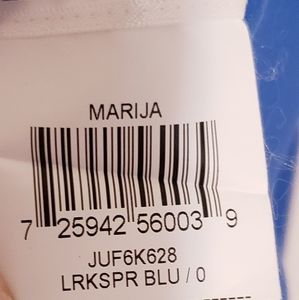 MARIJA
7 25942 56003 9
JUF6K628
LRKSPR BLU / 0